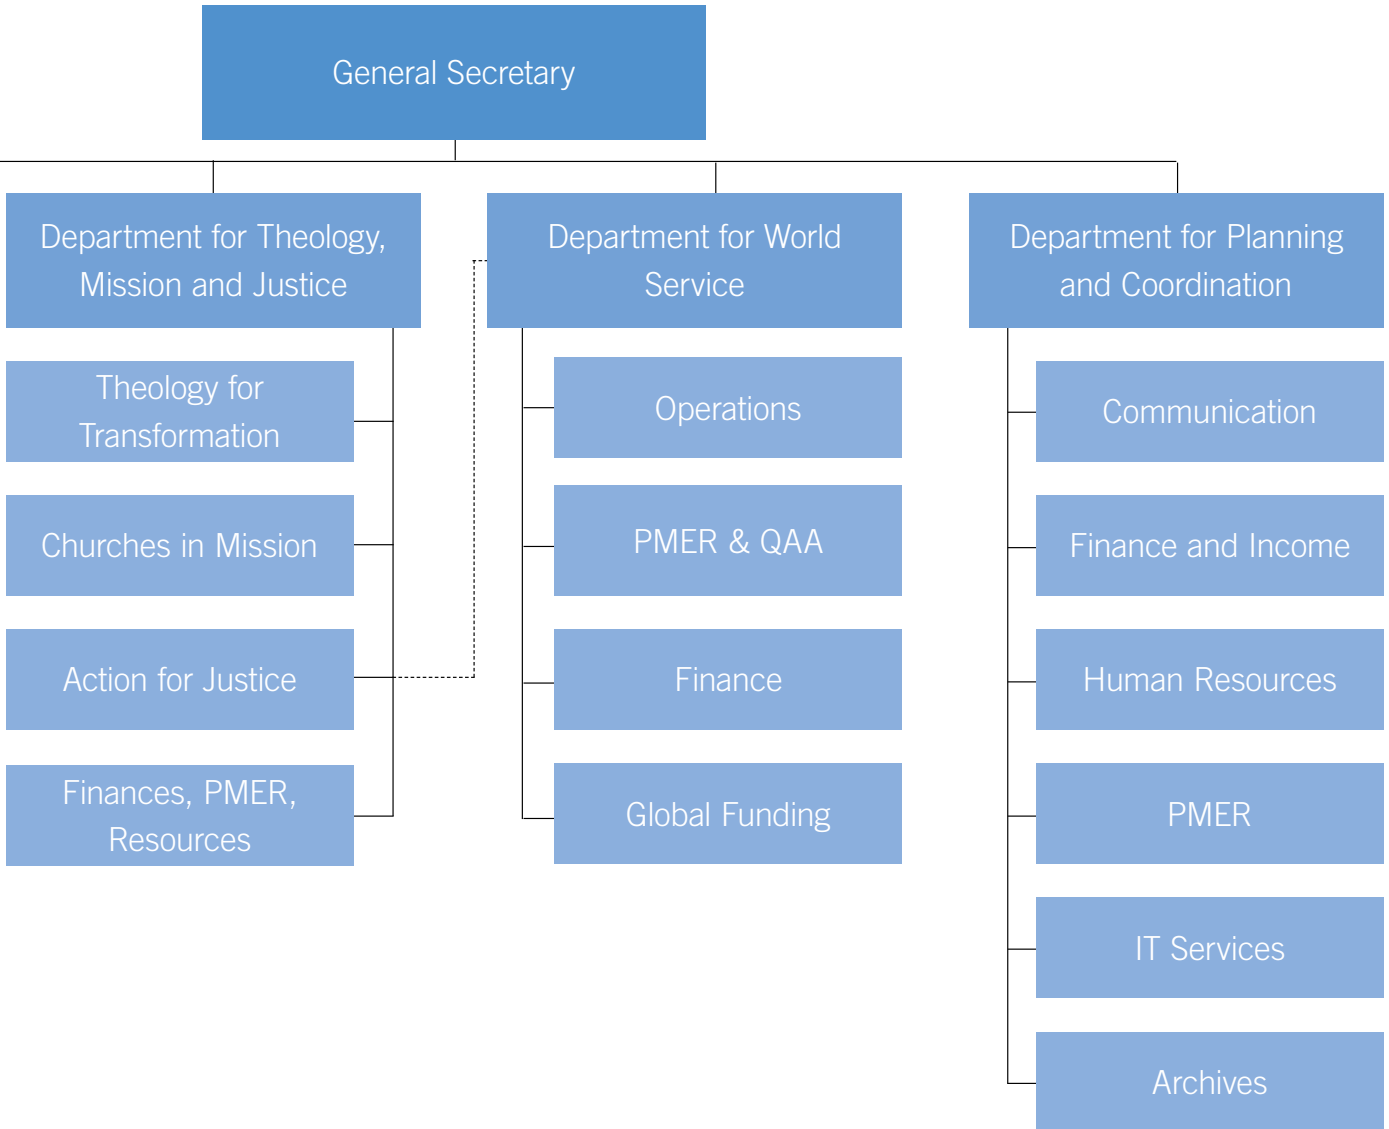 General Secretary
Department for Theology,
Mission and Justice
Theology for
Transformation
Churches in Mission
Action for Justice
Finances, PMER,
Resources
Department for World
Service
Operations
PMER & QAA
Finance
Global Funding
Department for Planning
and Coordination
Communication
Finance and Income
Human Resources
PMER
IT Services
Archives